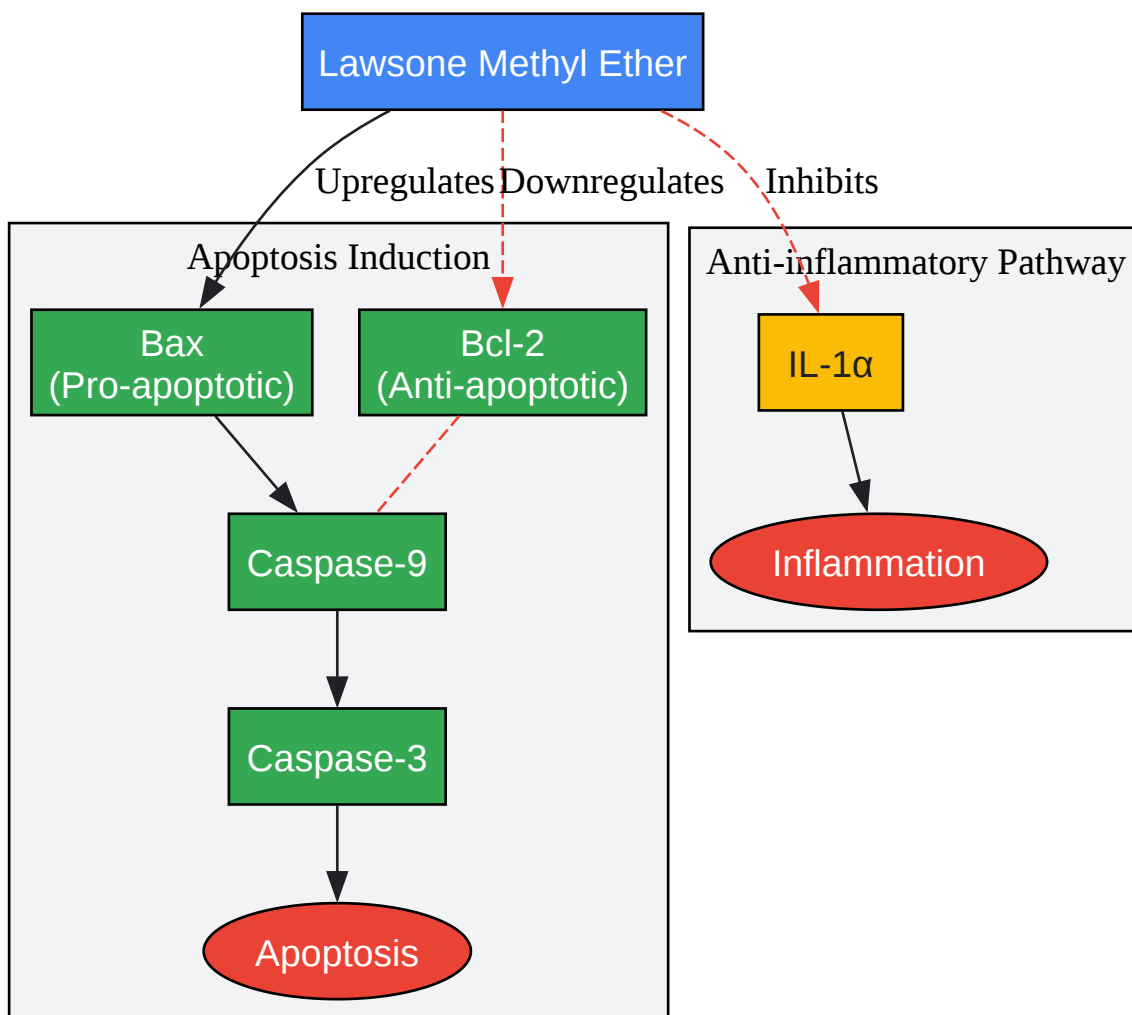 Lawsone Methyl Ether
Upregulates
Downregulates
Inhibits
Apoptosis Induction
Anti-inflammatory Pathway
Bax
(Pro-apoptotic)
Bcl-2
(Anti-apoptotic)
IL-1α
Caspase-9
Inflammation
Caspase-3
Apoptosis